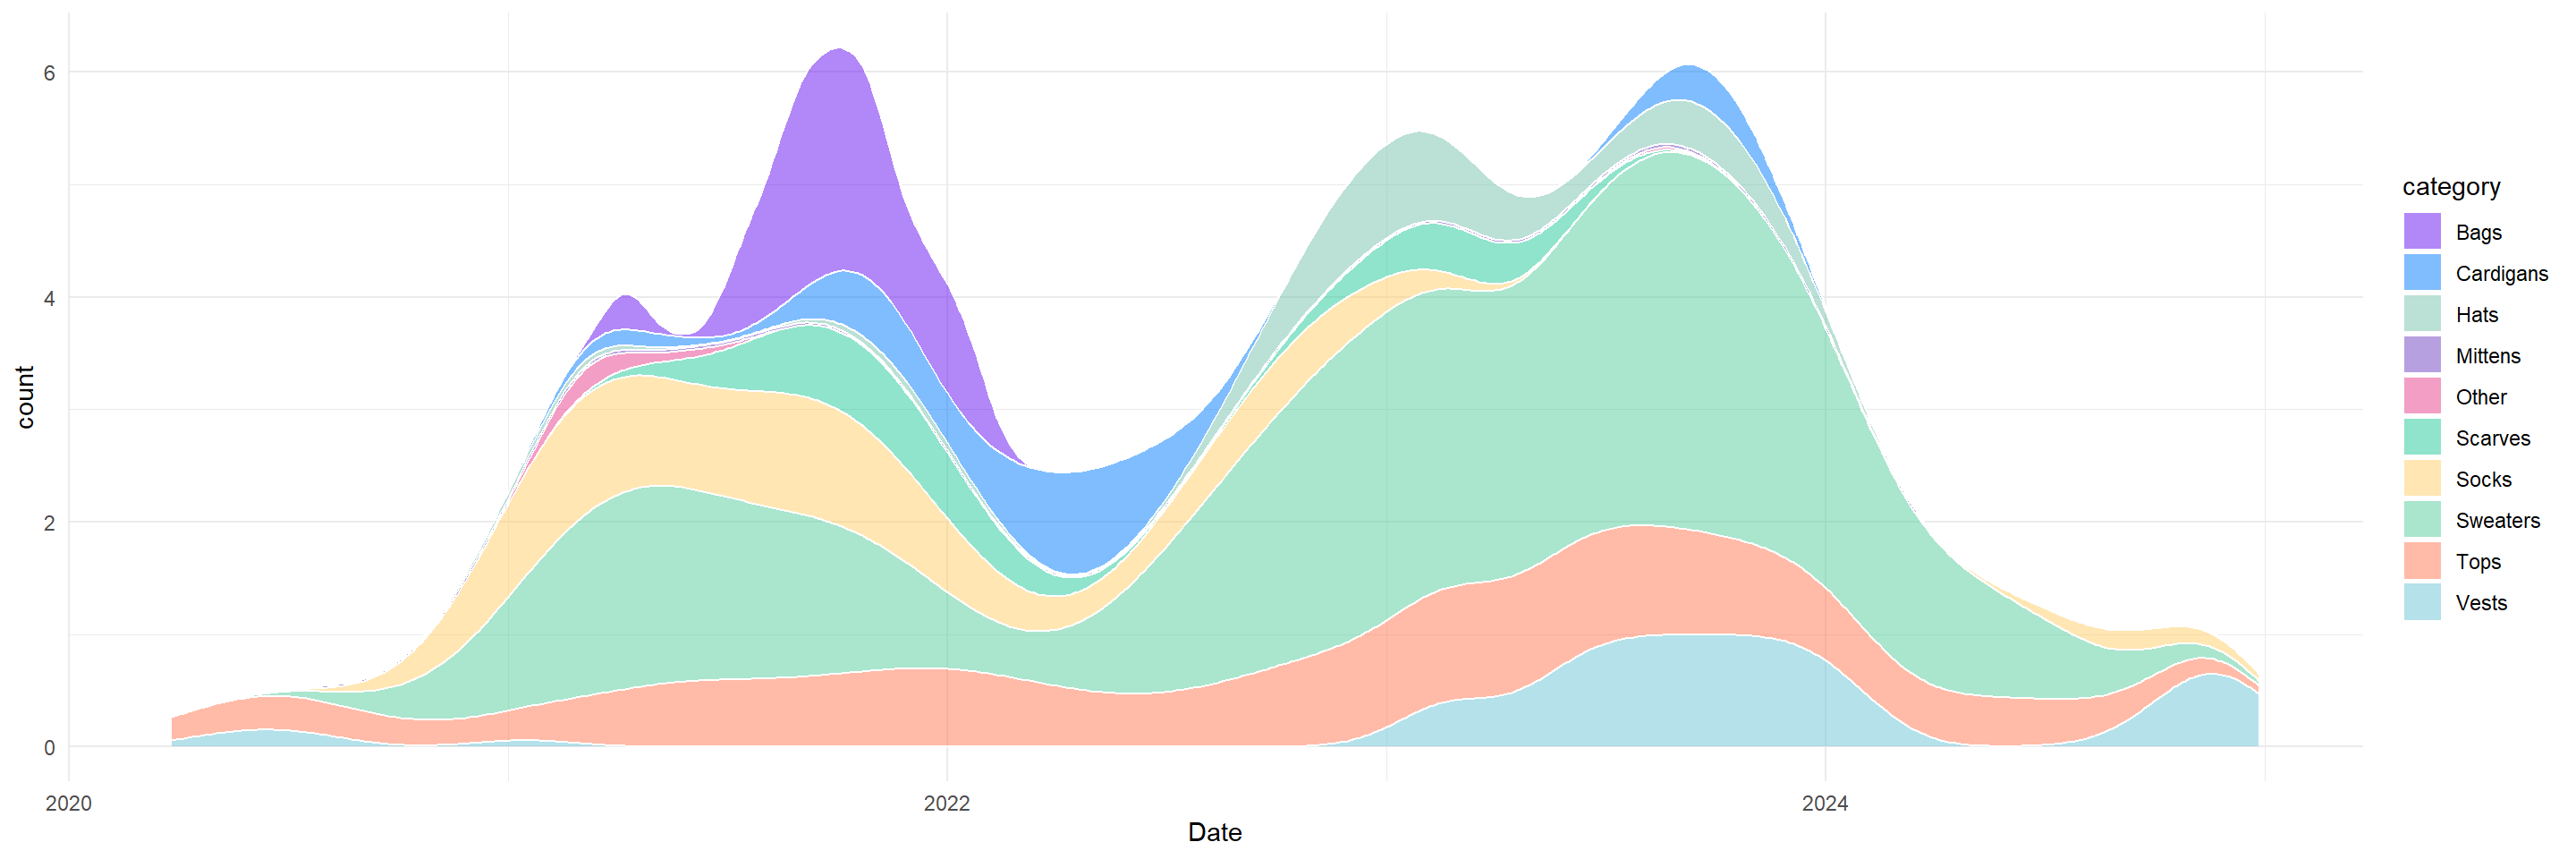 6
4
2
0
count
2020
2022
2024
Date
category
Bags
Cardigans
Hats
Mittens
Other
Scarves
Socks
Sweaters
Tops
Vests